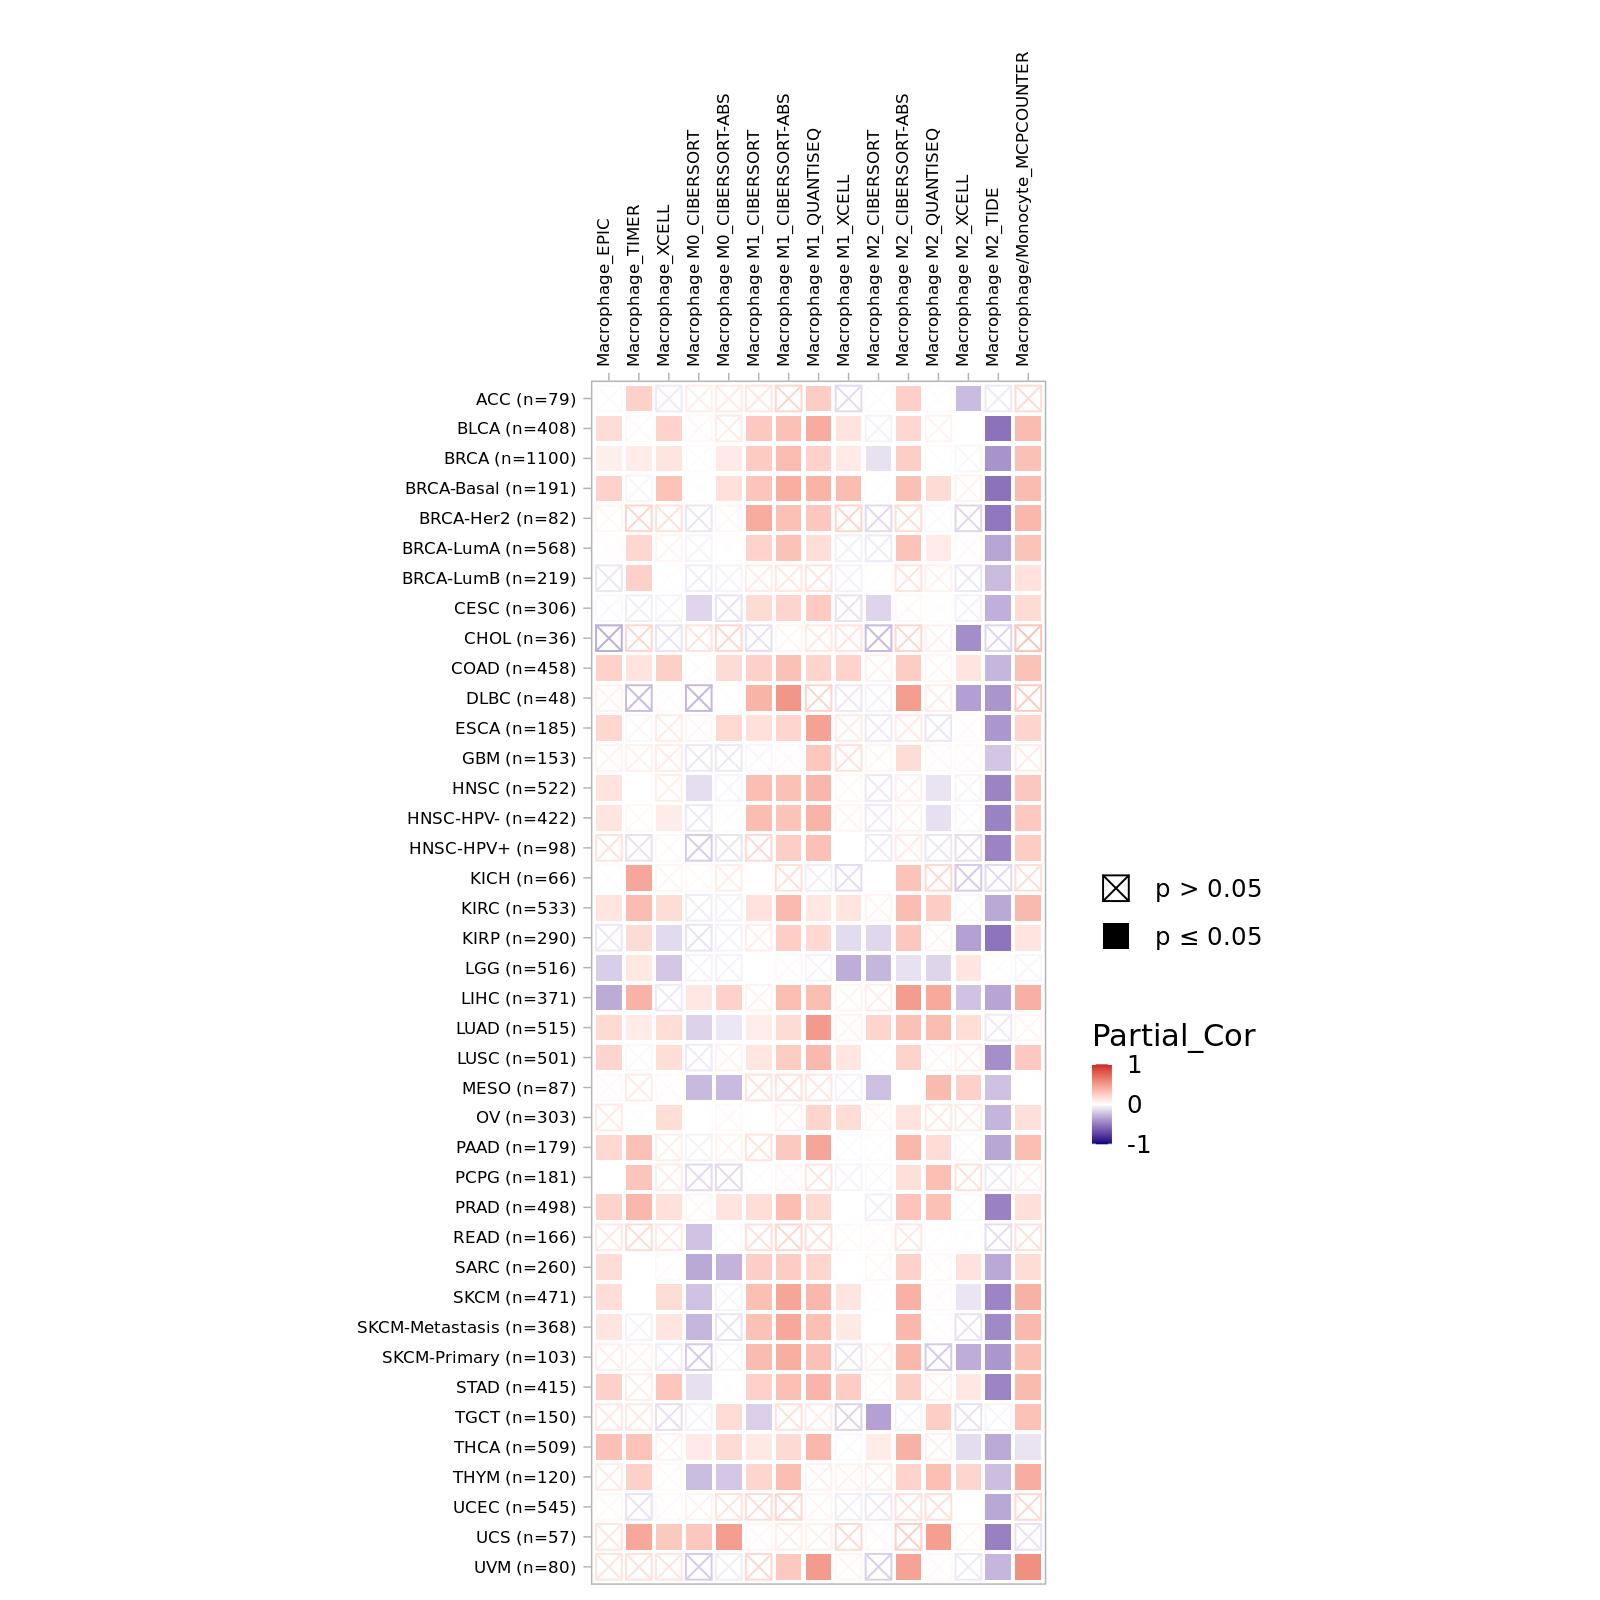 Macrophage_EPIC
Macrophage_TIMER
Macrophage_XCELL
Macrophage M0_CIBERSORT
Macrophage M0_CIBERSORT-ABS
Macrophage M1_CIBERSORT
Macrophage M1_CIBERSORT-ABS
Macrophage M1_QUANTISEQ
Macrophage M1_XCELL
Macrophage M2_CIBERSORT
Macrophage M2_CIBERSORT-ABS
Macrophage M2_QUANTISEQ
Macrophage M2_XCELL
Macrophage M2_TIDE
Macrophage/Monocyte_MCPCOUNTER
ACC (n=79)
BLCA (n=408)
BRCA (n=1100)
BRCA-Basal (n=191)
BRCA-Her2 (n=82)
BRCA-LumA (n=568)
BRCA-LumB (n=219)
CESC (n=306)
CHOL (n=36)
COAD (n=458)
DLBC (n=48)
ESCA (n=185)
GBM (n=153)
HNSC (n=522)
HNSC-HPV- (n=422)
HNSC-HPV+ (n=98)
KICH (n=66)
KIRC (n=533)
KIRP (n=290)
LGG (n=516)
LIHC (n=371)
LUAD (n=515)
LUSC (n=501)
MESO (n=87)
OV (n=303)
PAAD (n=179)
PCPG (n=181)
PRAD (n=498)
READ (n=166)
SARC (n=260)
SKCM (n=471)
SKCM-Metastasis (n=368)
SKCM-Primary (n=103)
STAD (n=415)
TGCT (n=150)
THCA (n=509)
THYM (n=120)
UCEC (n=545)
UCS (n=57)
UVM (n=80)
p > 0.05
p ≤ 0.05
Partial_Cor
1
0
-1